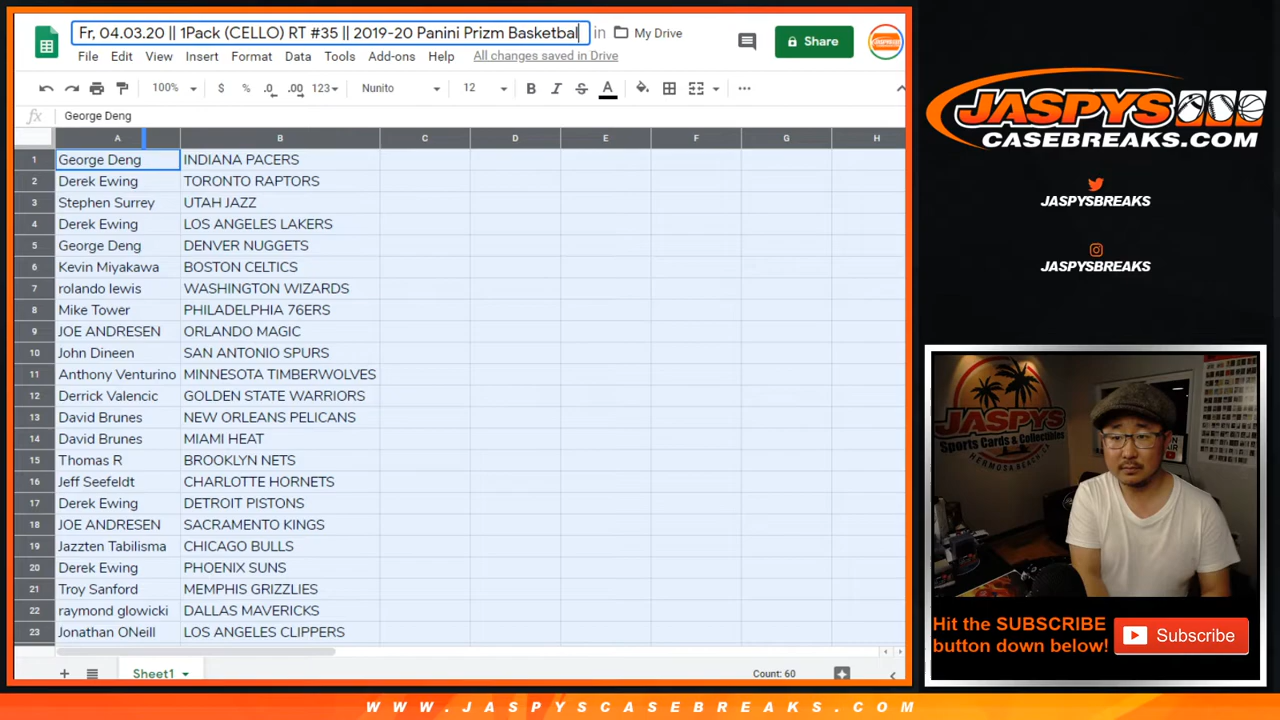 Fr, 04.03.20 || 1Pack (CELLO) RT #35 || 2019-20 Panini Prizm Basketbal in My Drive
Share
File Edit View Insert Format Data Tools Add-ons Help All changes saved in Drive
100% $ % .0 .00 123 Nunito 12 B I S A
fx George Deng
A B C D E F G H
1 George Deng INDIANA PACERS
2 Derek Ewing TORONTO RAPTORS
3 Stephen Surrey UTAH JAZZ
4 Derek Ewing LOS ANGELES LAKERS
5 George Deng DENVER NUGGETS
6 Kevin Miyakawa BOSTON CELTICS
7 rolando lewis WASHINGTON WIZARDS
8 Mike Tower PHILADELPHIA 76ERS
9 JOE ANDRESEN ORLANDO MAGIC
10 John Dineen SAN ANTONIO SPURS
11 Anthony Venturino MINNESOTA TIMBERWOLVES
12 Derrick Valencic GOLDEN STATE WARRIORS
13 David Brunes NEW ORLEANS PELICANS
14 David Brunes MIAMI HEAT
15 Thomas R BROOKLYN NETS
16 Jeff Seefeldt CHARLOTTE HORNETS
17 Derek Ewing DETROIT PISTONS
18 JOE ANDRESEN SACRAMENTO KINGS
19 Jazzten Tabilisma CHICAGO BULLS
20 Derek Ewing PHOENIX SUNS
21 Troy Sanford MEMPHIS GRIZZLIES
22 raymond glowicki DALLAS MAVERICKS
23 Jonathan ONeill LOS ANGELES CLIPPERS
Sheet1
Count: 60
JASPYS
CASEBREAKS.COM
JASPYSBREAKS
JASPYSBREAKS
JASPYS
Sports Cards & Collectibles
HERMOSA BEACH, CA
Hit the SUBSCRIBE
button down below!
Subscribe
WWW.JASPYSCASEBREAKS.COM